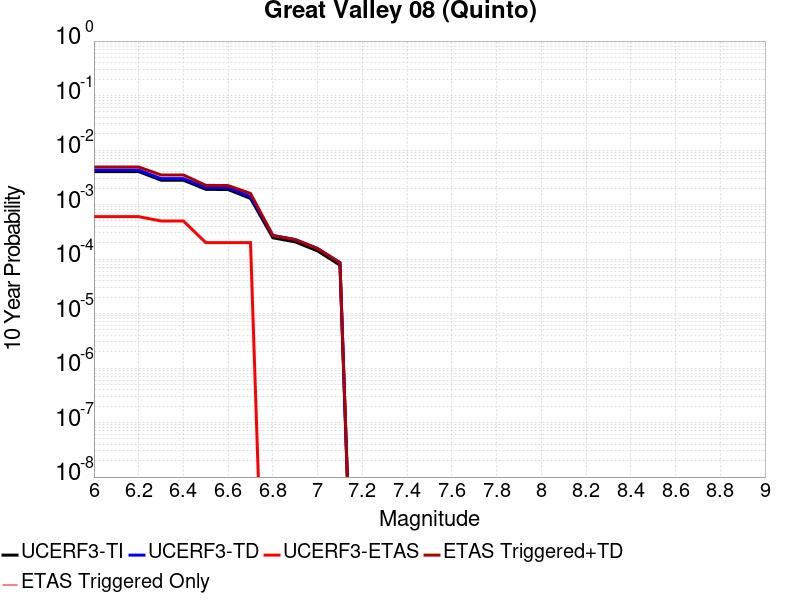 Great Valley 08 (Quinto)
10^0
10^-1
10^-2
10^-3
10^-4
10^-5
10^-6
10^-7
10^-8
10 Year Probability
6 6.2 6.4 6.6 6.8 7 7.2 7.4 7.6 7.8 8 8.2 8.4 8.6 8.8 9
Magnitude
UCERF3-TI UCERF3-TD UCERF3-ETAS ETAS Triggered+TD
ETAS Triggered Only